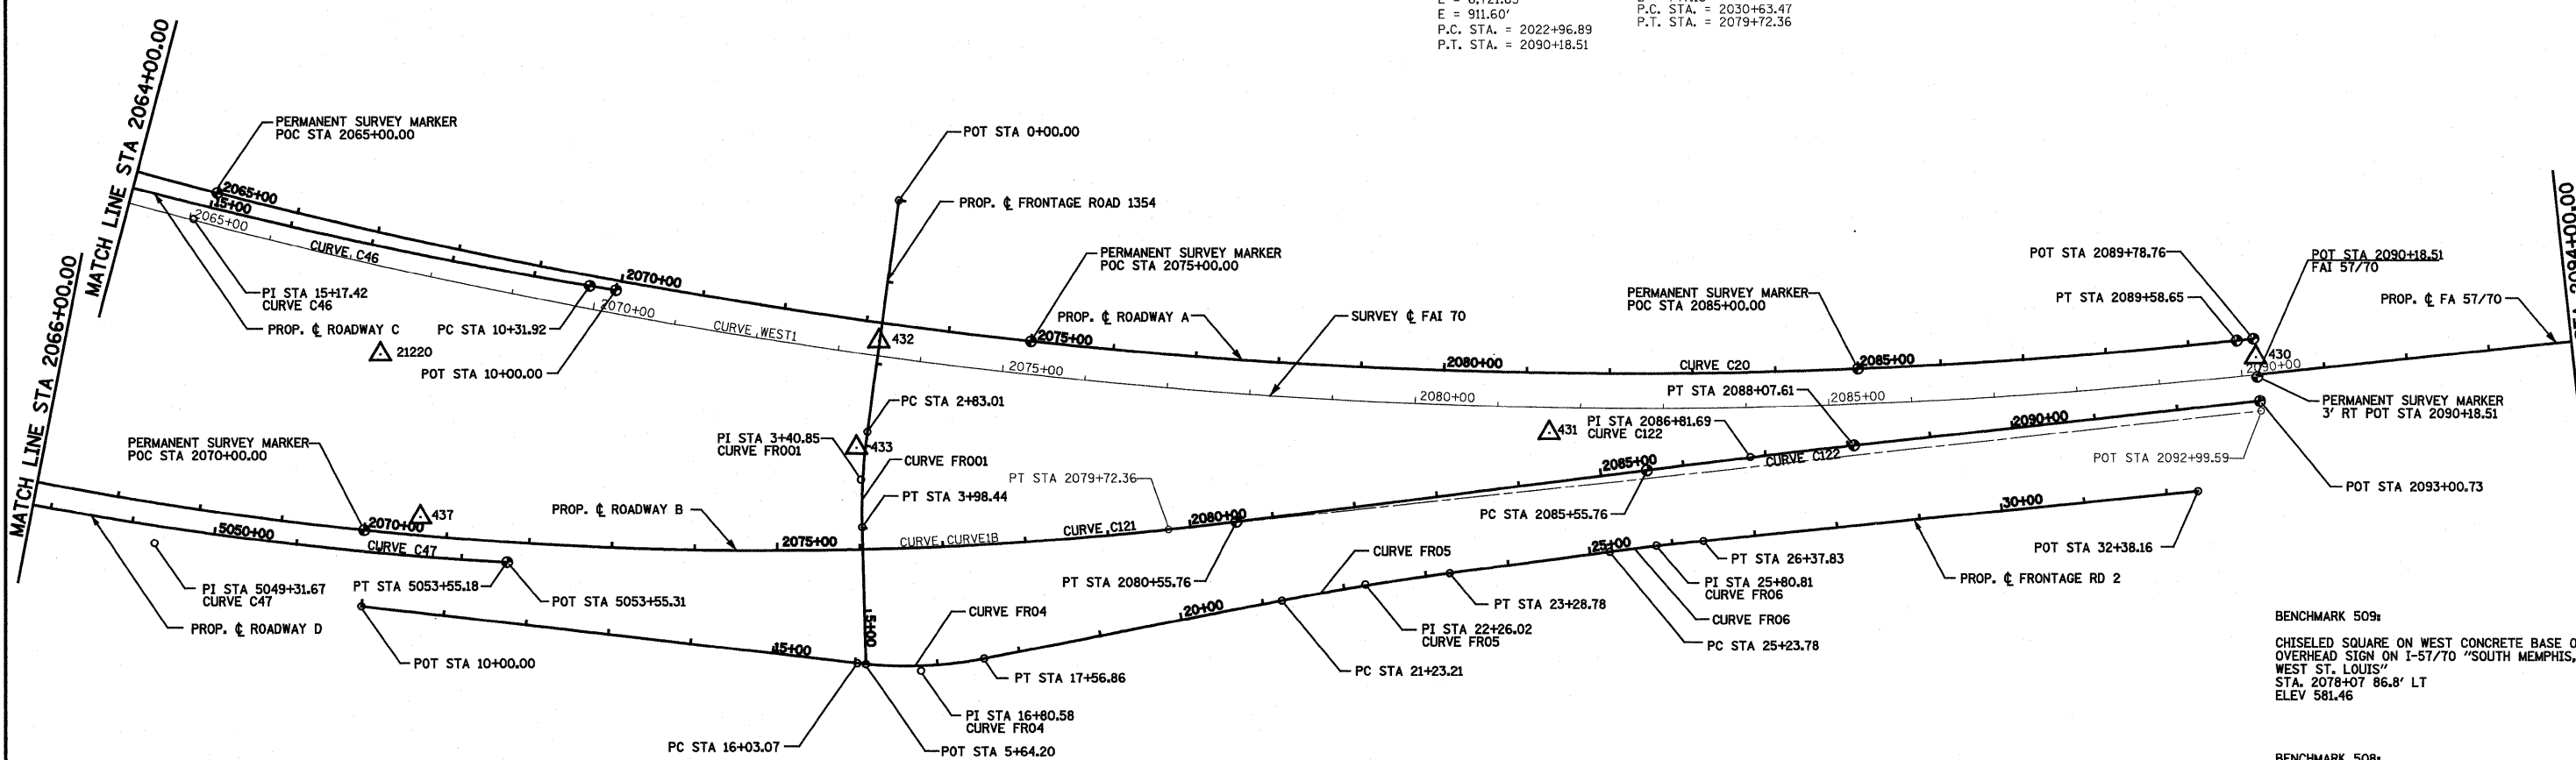 E = 911.60'
P.C. STA. = 2022+96.89
P.T. STA. = 2090+18.51
P.C. STA. = 2030+63.47
P.T. STA. = 2079+72.36
MATCH LINE STA 2064+00.00
MATCH LINE STA 2066+00.00
2094+00.00
PERMANENT SURVEY MARKER
POC STA 2065+00.00
2065+00
15+00
2065+00
CURVE C46
PI STA 15+17.42
CURVE C46
PROP. ℄ ROADWAY C
PC STA 10+31.92
21220
POT STA 10+00.00
2070+00
2070+00
CURVE WEST1
POT STA 0+00.00
PROP. ℄ FRONTAGE ROAD 1354
432
PERMANENT SURVEY MARKER
POC STA 2075+00.00
2075+00
2075+00
PROP. ℄ ROADWAY A
SURVEY ℄ FAI 70
2080+00
2080+00
PERMANENT SURVEY MARKER
POC STA 2085+00.00
CURVE C20
2085+00
2085+00
POT STA 2089+78.76
PT STA 2089+58.65
POT STA 2090+18.51
FAI 57/70
PROP. ℄ FA 57/70
430
2090+00
PERMANENT SURVEY MARKER
3' RT POT STA 2090+18.51
PT STA 2088+07.61
431
PI STA 2086+81.69
CURVE C122
2085+00
CURVE C122
2090+00
POT STA 2092+99.59
POT STA 2093+00.73
PC STA 2085+55.76
PERMANENT SURVEY MARKER
POC STA 2070+00.00
2070+00
437
5050+00
CURVE C47
PI STA 5049+31.67
CURVE C47
PT STA 5053+55.18
POT STA 5053+55.31
PROP. ℄ ROADWAY D
PROP. ℄ ROADWAY B
2075+00
PC STA 2+83.01
PI STA 3+40.85
CURVE FR001
433
CURVE FR001
PT STA 3+98.44
PT STA 2079+72.36
CURVE CURVE1B
CURVE C121
2080+00
PT STA 2080+55.76
POT STA 10+00.00
15+00
5+00
CURVE FR04
PT STA 17+56.86
PI STA 16+80.58
CURVE FR04
PC STA 16+03.07
POT STA 5+64.20
20+00
CURVE FR05
PT STA 23+28.78
PI STA 22+26.02
CURVE FR05
PC STA 21+23.21
25+00
PT STA 26+37.83
PI STA 25+80.81
CURVE FR06
CURVE FR06
PC STA 25+23.78
30+00
POT STA 32+38.16
PROP. ℄ FRONTAGE RD 2
BENCHMARK 509:
CHISELED SQUARE ON WEST CONCRETE BASE
OVERHEAD SIGN ON I-57/70 "SOUTH MEMPHIS,
WEST ST. LOUIS"
STA. 2078+07 86.8' LT
ELEV 581.46
BENCHMARK 508: